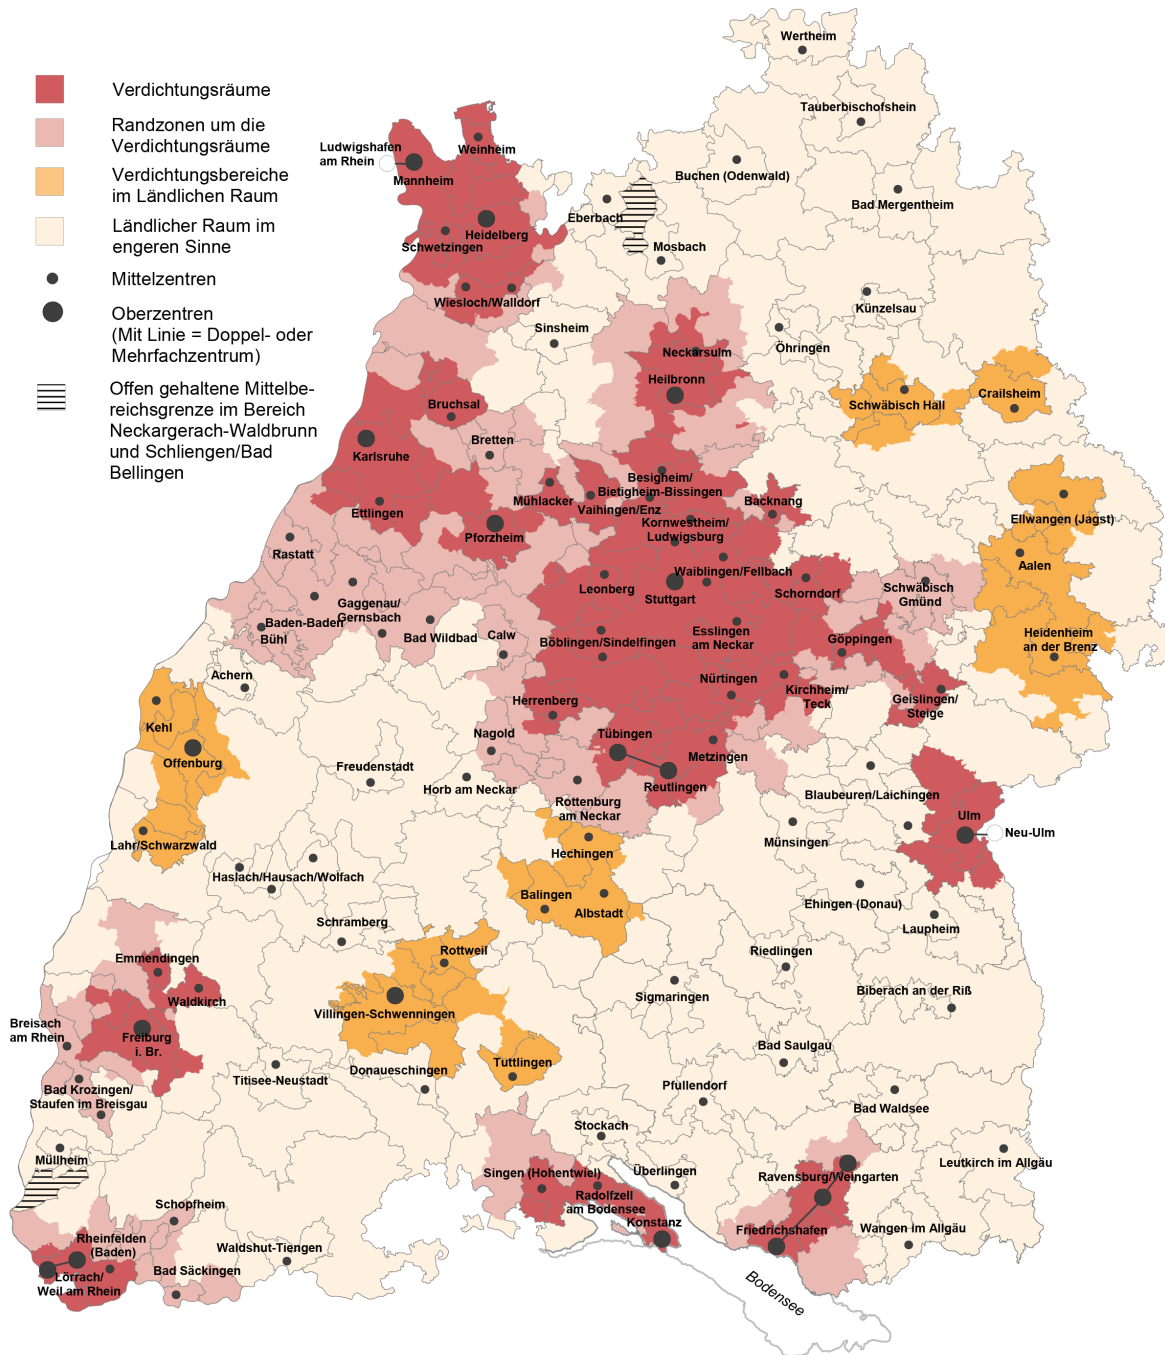 Verdichtungsräume
Randzonen um die
Verdichtungsräume
Verdichtungsbereiche
im Ländlichen Raum
Ländlicher Raum im
engeren Sinne
Mittelzentren
Oberzentren
(Mit Linie = Doppel- oder
Mehrfachzentrum)
Offen gehaltene Mittelbe-
reichsgrenze im Bereich
Neckargerach-Waldbrunn
und Schliengen/Bad
Bellingen
Wertheim
Tauberbischofshein
Ludwigshafen
am Rhein
Weinheim
Mannheim
Buchen (Odenwald)
Bad Mergentheim
Eberbach
Heidelberg
Schwetzingen
Mosbach
Wiesloch/Walldorf
Künzelsau
Sinsheim
Öhringen
Neckarsulm
Heilbronn
Crailsheim
Bruchsal
Schwäbisch Hall
Bretten
Karlsruhe
Besigheim/
Bietigheim-Bissingen
Mühlacker
Backnang
Vaihingen/Enz
Ettlingen
Kornwestheim/
Ludwigsburg
Ellwangen (Jagst)
Pforzheim
Rastatt
Aalen
Waiblingen/Fellbach
Leonberg
Schorndorf
Schwäbisch
Gmünd
Stuttgart
Gaggenau/
Gernsbach
Baden-Baden
Bühl
Bad Wildbad
Calw
Böblingen/Sindelfingen
Esslingen
am Neckar
Göppingen
Heidenheim
an der Brenz
Achern
Nürtingen
Kirchheim/
Teck
Herrenberg
Geislingen/
Steige
Kehl
Nagold
Tübingen
Metzingen
Offenburg
Freudenstadt
Horb am Neckar
Reutlingen
Blaubeuren/Laichingen
Rottenburg
am Neckar
Ulm
Neu-Ulm
Münsingen
Lahr/Schwarzwald
Hechingen
Haslach/Hausach/Wolfach
Balingen
Albstadt
Ehingen (Donau)
Schramberg
Laupheim
Rottweil
Riedlingen
Emmendingen
Waldkirch
Sigmaringen
Biberach an der Riß
Villingen-Schwenningen
Breisach
am Rhein
Freiburg
i. Br.
Bad Saulgau
Tuttlingen
Donaueschingen
Titisee-Neustadt
Bad Krozingen/
Staufen im Breisgau
Pfullendorf
Bad Waldsee
Stockach
Müllheim
Leutkirch im Allgäu
Singen (Hohentwiel)
Überlingen
Ravensburg/Weingarten
Radolfzell
am Bodensee
Schopfheim
Konstanz
Friedrichshafen
Wangen im Allgäu
Rheinfelden
(Baden)
Waldshut-Tiengen
Bad Säckingen
Lörrach/
Weil am Rhein
Bodensee